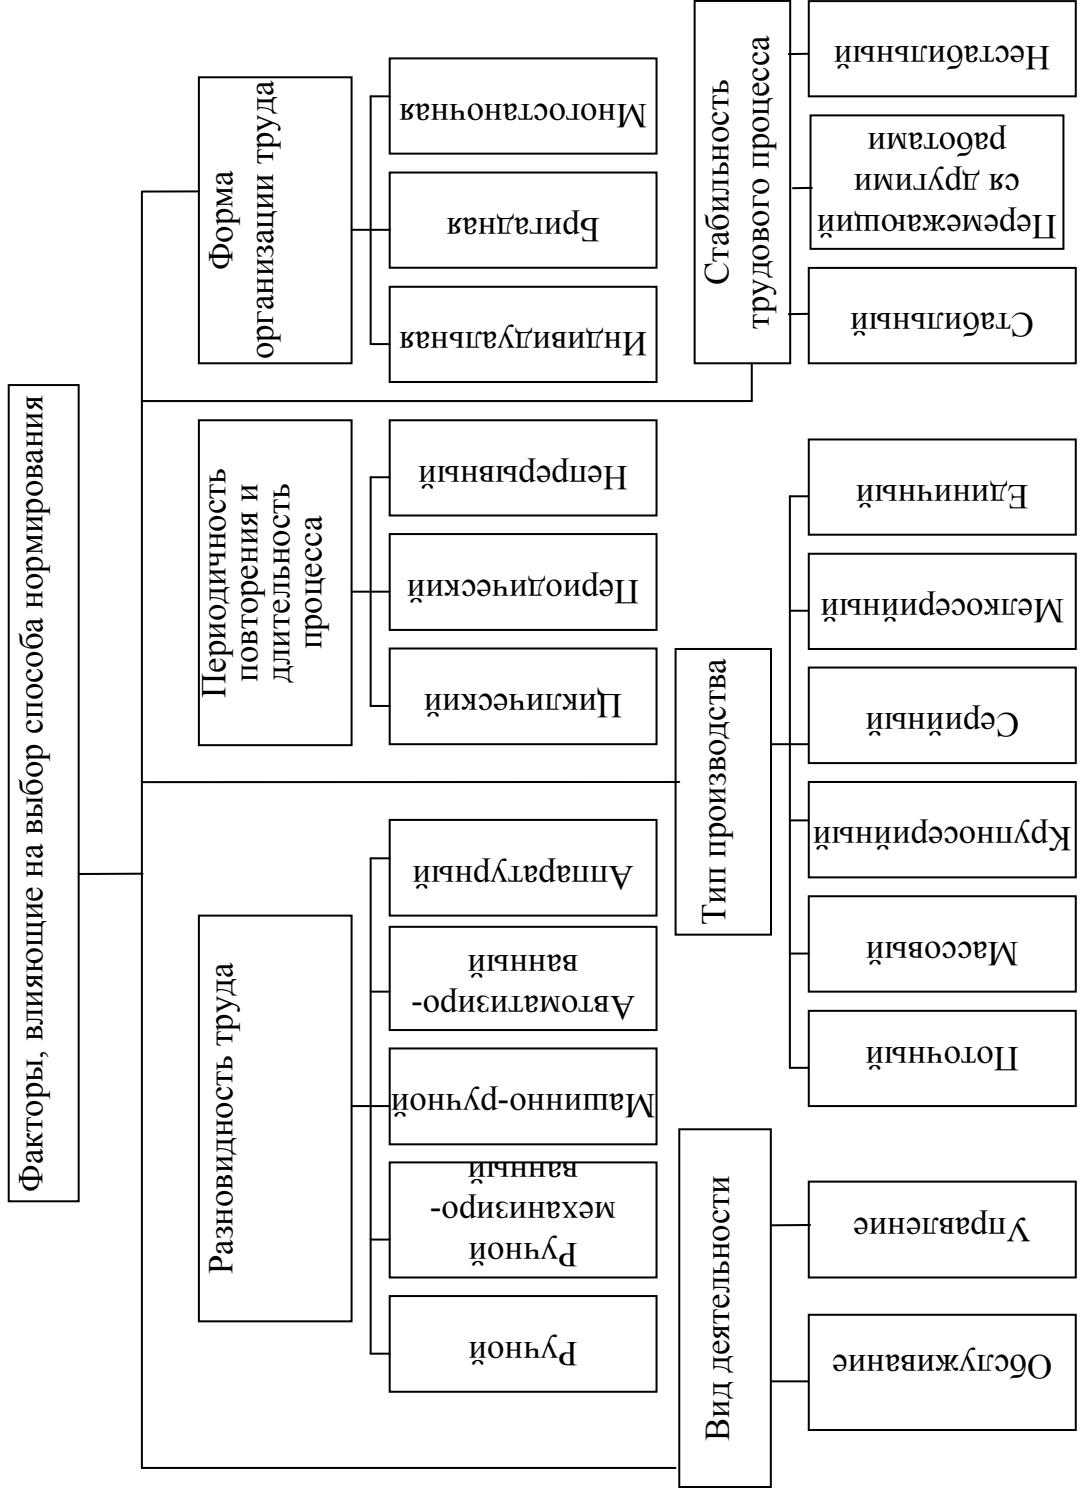 Факторы, влияющие на выбор способа нормирования
Разновидность труда
Ручной
Ручной
механизиро-
ванный
Машинно-ручной
Автоматизиро-
ванный
Аппаратурный
Периодичность
повторения и
длительность
процесса
Циклический
Периодический
Непрерывный
Форма
организации труда
Индивидуальная
Бригадная
Многостаночная
Вид деятельности
Обслуживание
Управление
Тип производства
Поточный
Массовый
Крупносерийный
Серийный
Мелкосерийный
Единичный
Стабильность
трудового процесса
Стабильный
Перемежающий
ся другими
работами
Нестабильный